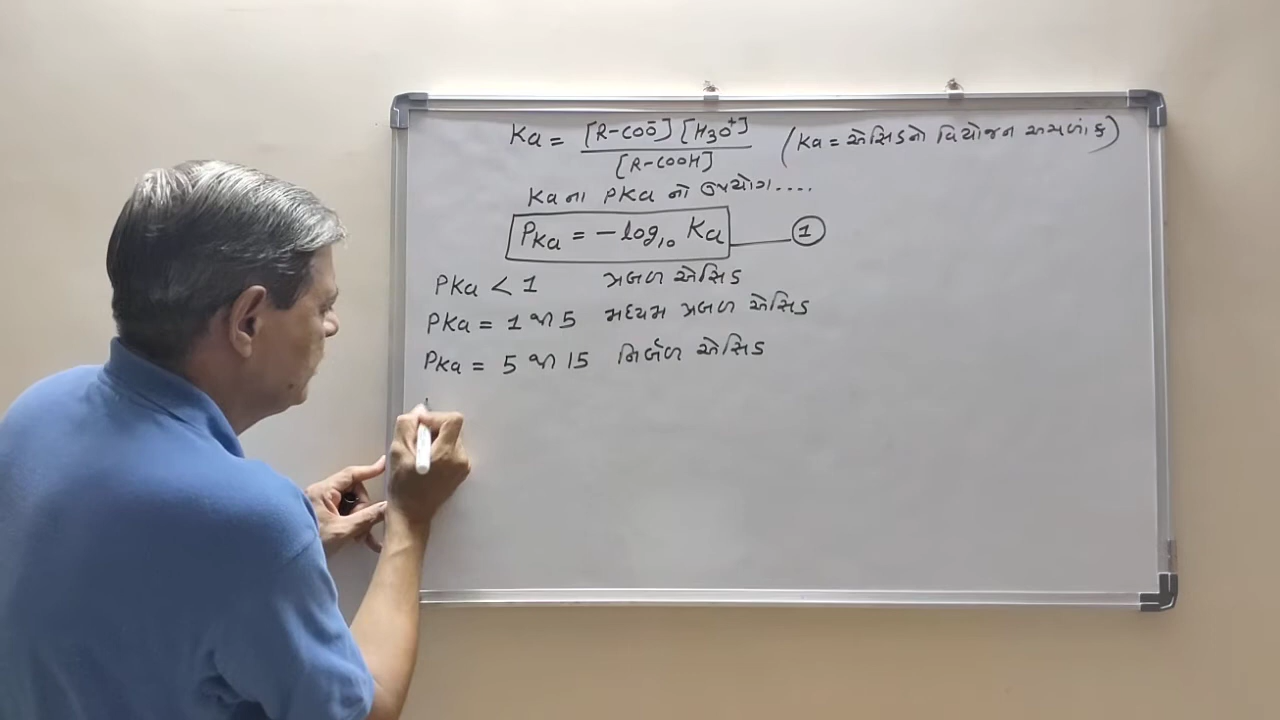 Ka = [R-COO⁻] [H3O⁺] / [R-COOH] (Ka = એસિડનો વિયોજન અચળાંક)
Ka ના PKa નો ઉપયોગ....
PKa = -log₁₀ Ka ① 
PKa < 1 પ્રબળ એસિડ
PKa = 1 થી 5 મધ્યમ પ્રબળ એસિડ
PKa = 5 થી 15 નિર્બળ એસિડ